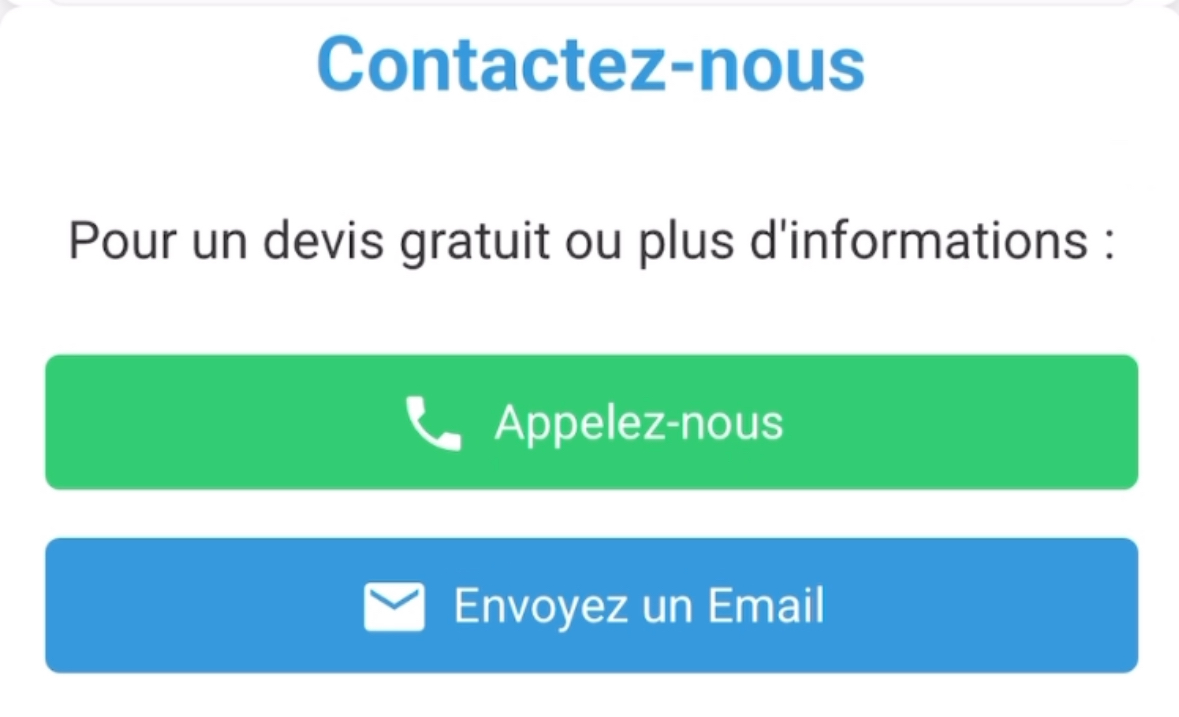 Contactez-nous
Pour un devis gratuit ou plus d'informations :
Appelez-nous
Envoyez un Email